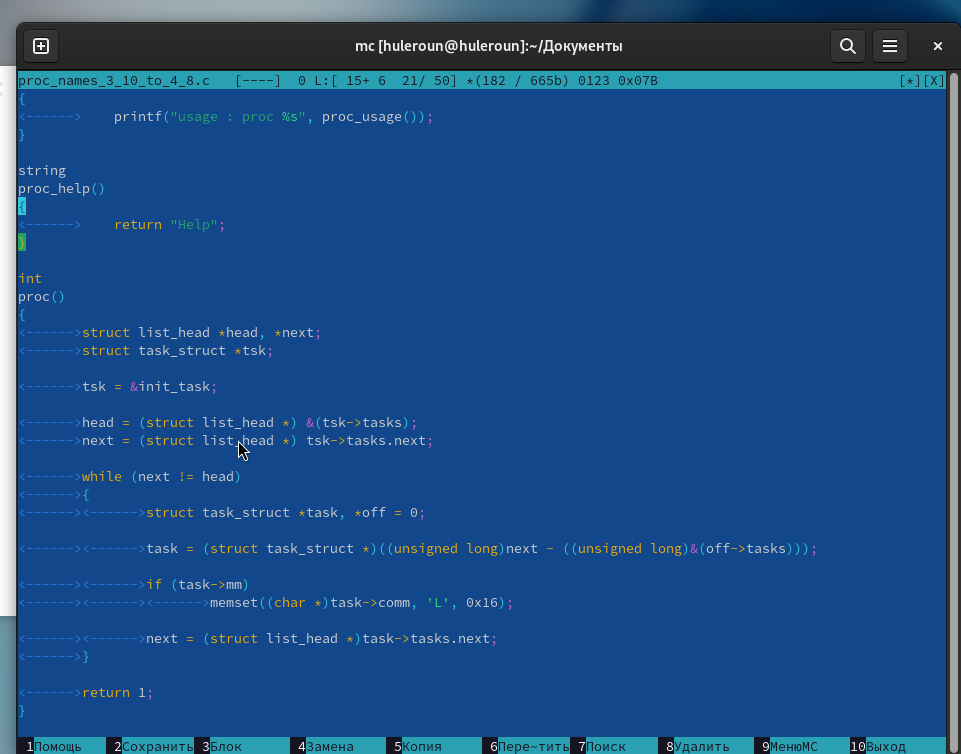 mc [huleroun@huleroun]:~/Документы
proc_names_3_10_to_4_8.c   [----]  0 L:[ 15+ 6  21/ 50] *(182 / 665b) 0123 0x07B   [*][X]
{
<------>    printf("usage : proc %s", proc_usage());
}
string
proc_help()
{
<------>    return "Help";
}
int
proc()
{
<------>struct list_head *head, *next;
<------>struct task_struct *tsk;
<------>tsk = &init_task;
<------>head = (struct list_head *) &(tsk->tasks);
<------>next = (struct list_head *) tsk->tasks.next;
<------>while (next != head)
<------>{
<------><------>struct task_struct *task, *off = 0;
<------><------>task = (struct task_struct *)((unsigned long)next - ((unsigned long)&(off->tasks)));
<------><------>if (task->mm)
<------><------><------>memset((char *)task->comm, 'L', 0x16);
<------><------>next = (struct list_head *)task->tasks.next;
<------>}
<------>return 1;
}
1Помощь 2Сохранить 3Блок 4Замена 5Копия 6Пере~тить 7Поиск 8Удалить 9МенюМС 10Выход